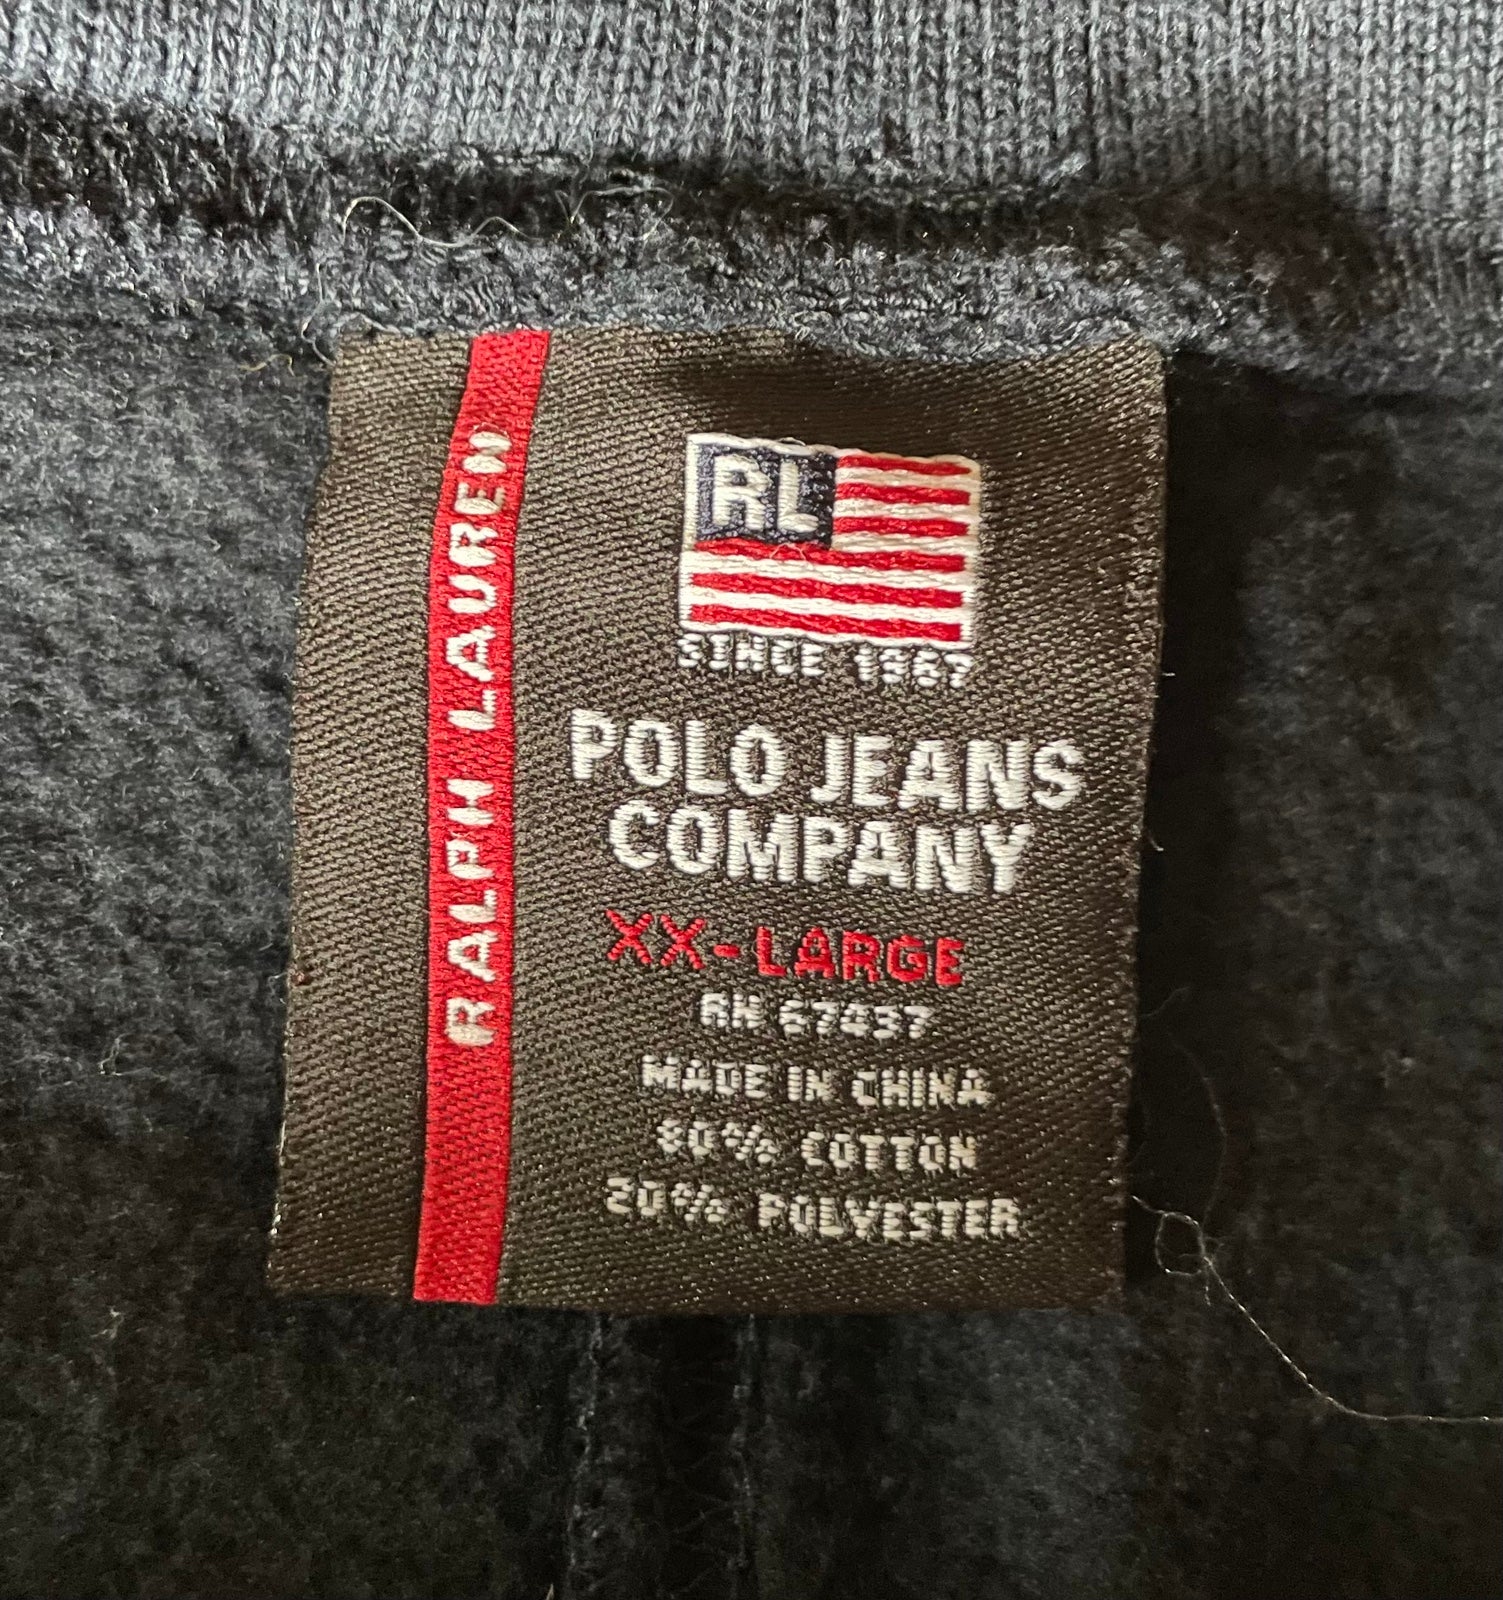 RALPH LAUREN
RL
SINCE 1967
POLO JEANS
COMPANY
XX-LARGE
RN 67437
MADE IN CHINA
80% COTTON
20% POLYESTER